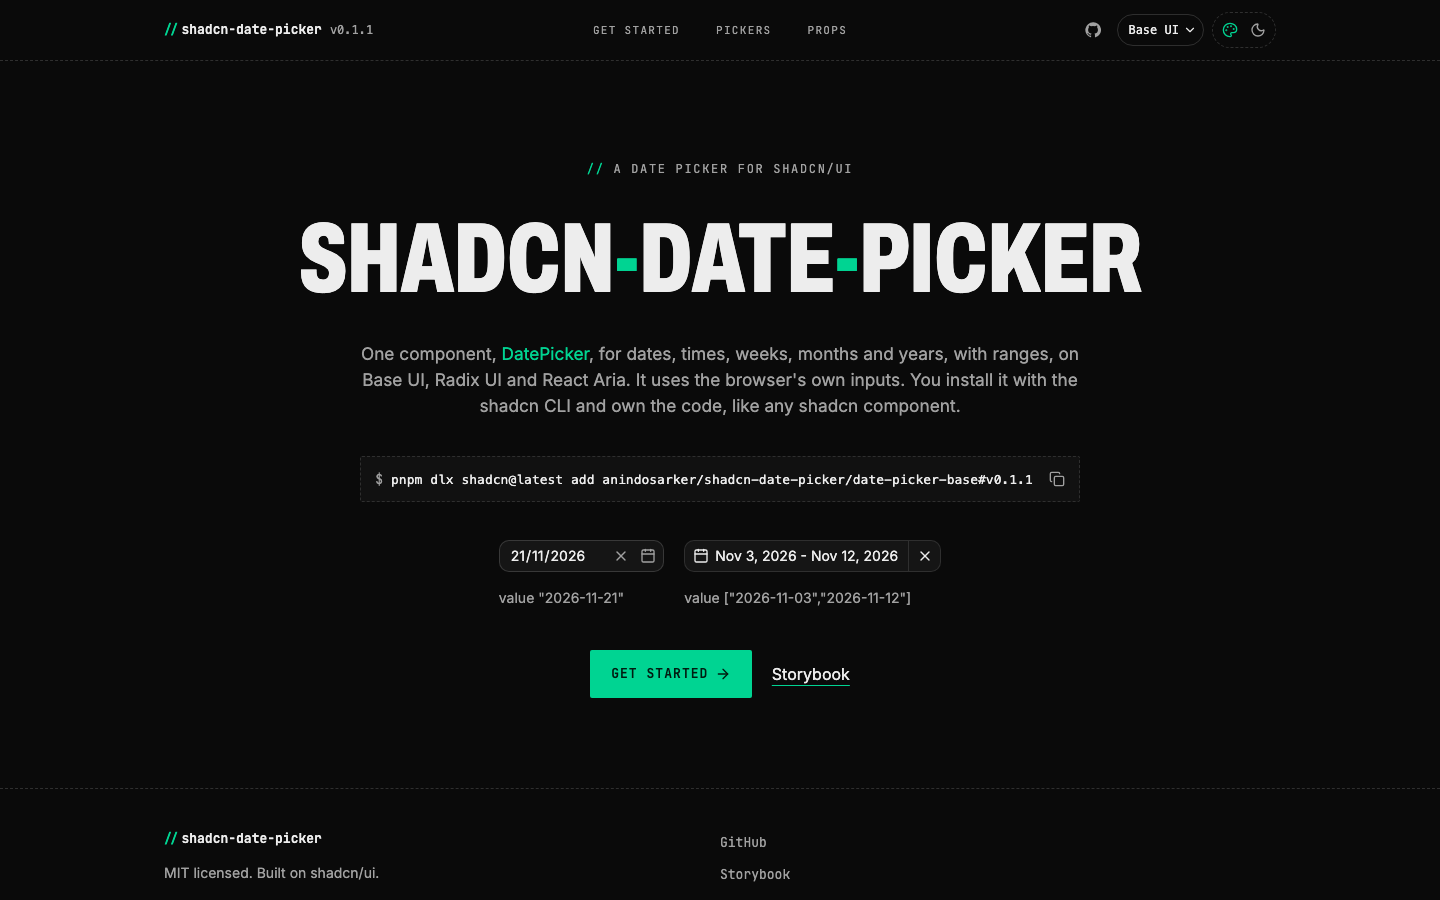 // shadcn-date-picker v0.1.1
GET STARTED
PICKERS
PROPS
Base UI
// A DATE PICKER FOR SHADCN/UI
SHADCN-DATE-PICKER
One component, DatePicker, for dates, times, weeks, months and years, with ranges, on
Base UI, Radix UI and React Aria. It uses the browser's own inputs. You install it with the
shadcn CLI and own the code, like any shadcn component.
$ pnpm dlx shadcn@latest add anindosarker/shadcn-date-picker/date-picker-base#v0.1.1
21/11/2026
Nov 3, 2026 - Nov 12, 2026
value "2026-11-21"
value ["2026-11-03","2026-11-12"]
GET STARTED →
Storybook
// shadcn-date-picker
MIT licensed. Built on shadcn/ui.
GitHub
Storybook